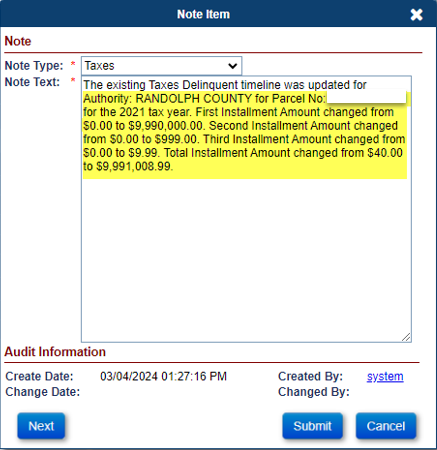 Note Item
Note
Note Type: * Taxes
Note Text: * The existing Taxes Delinquent timeline was updated for
Authority: RANDOLPH COUNTY for Parcel No:
for the 2021 tax year. First Installment Amount changed from
$0.00 to $9,990,000.00. Second Installment Amount changed
from $0.00 to $999.00. Third Installment Amount changed from
$0.00 to $9.99. Total Installment Amount changed from $40.00
to $9,991,008.99.
Audit Information
Create Date: 03/04/2024 01:27:16 PM Created By: system
Change Date: Changed By:
Next Submit Cancel